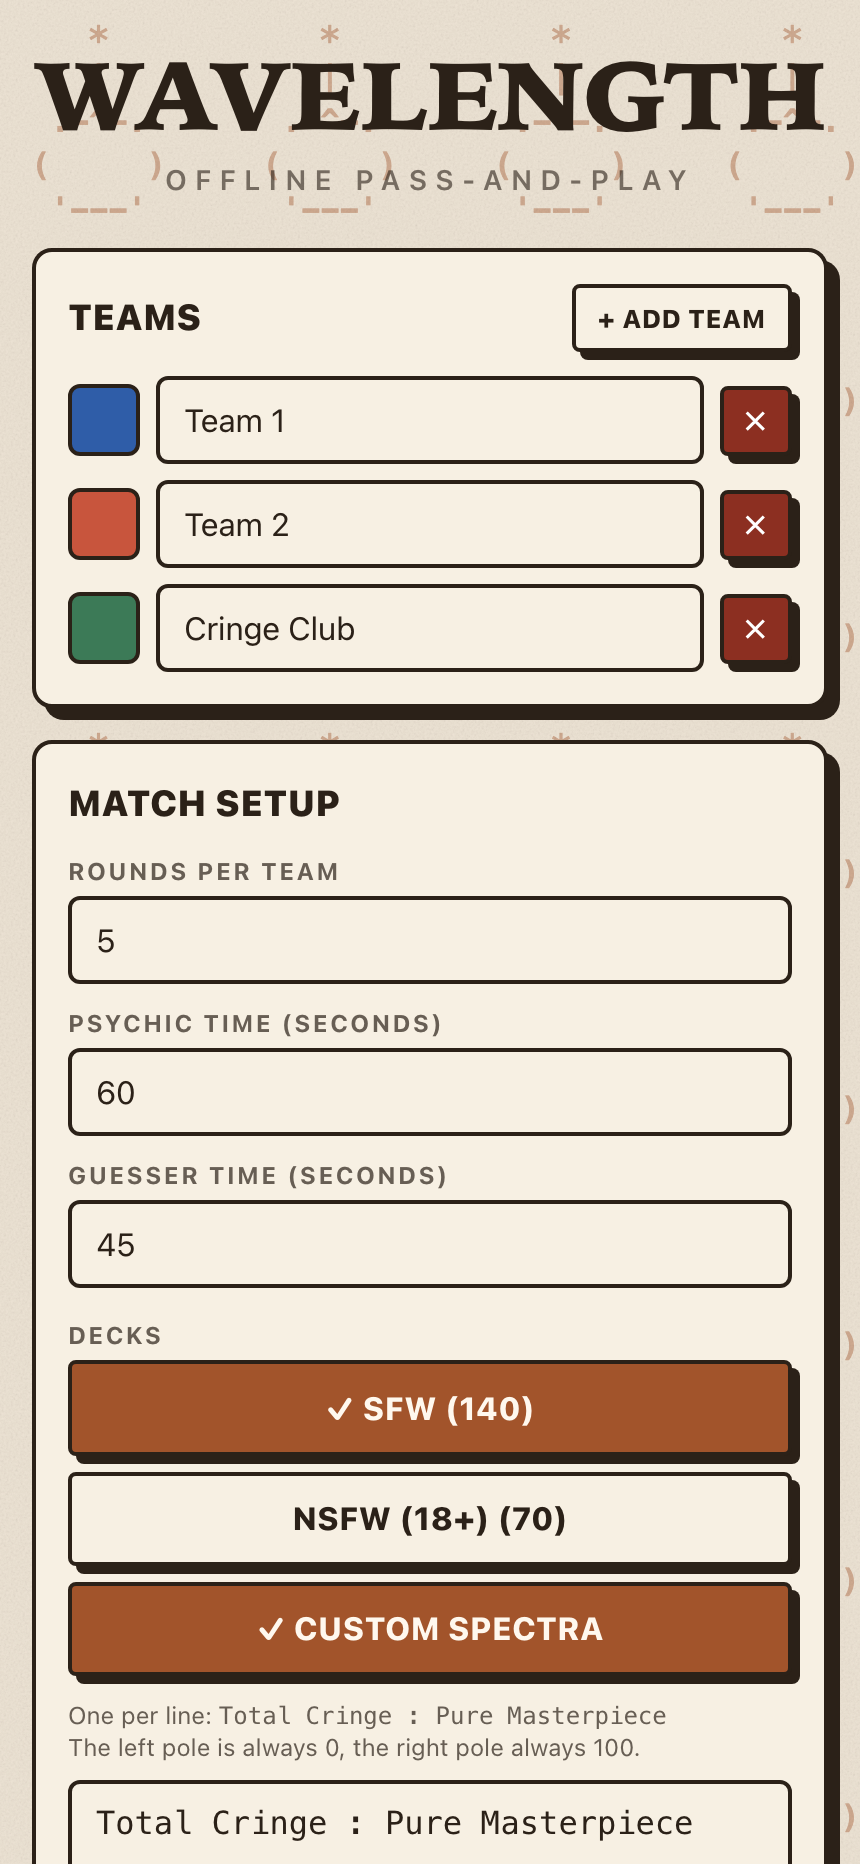 WAVELENGTH
OFFLINE PASS-AND-PLAY
TEAMS
+ ADD TEAM
Team 1
×
Team 2
×
Cringe Club
×
MATCH SETUP
ROUNDS PER TEAM
5
PSYCHIC TIME (SECONDS)
60
GUESSER TIME (SECONDS)
45
DECKS
✓ SFW (140)
NSFW (18+) (70)
✓ CUSTOM SPECTRA
One per line: Total Cringe : Pure Masterpiece
The left pole is always 0, the right pole always 100.
Total Cringe : Pure Masterpiece